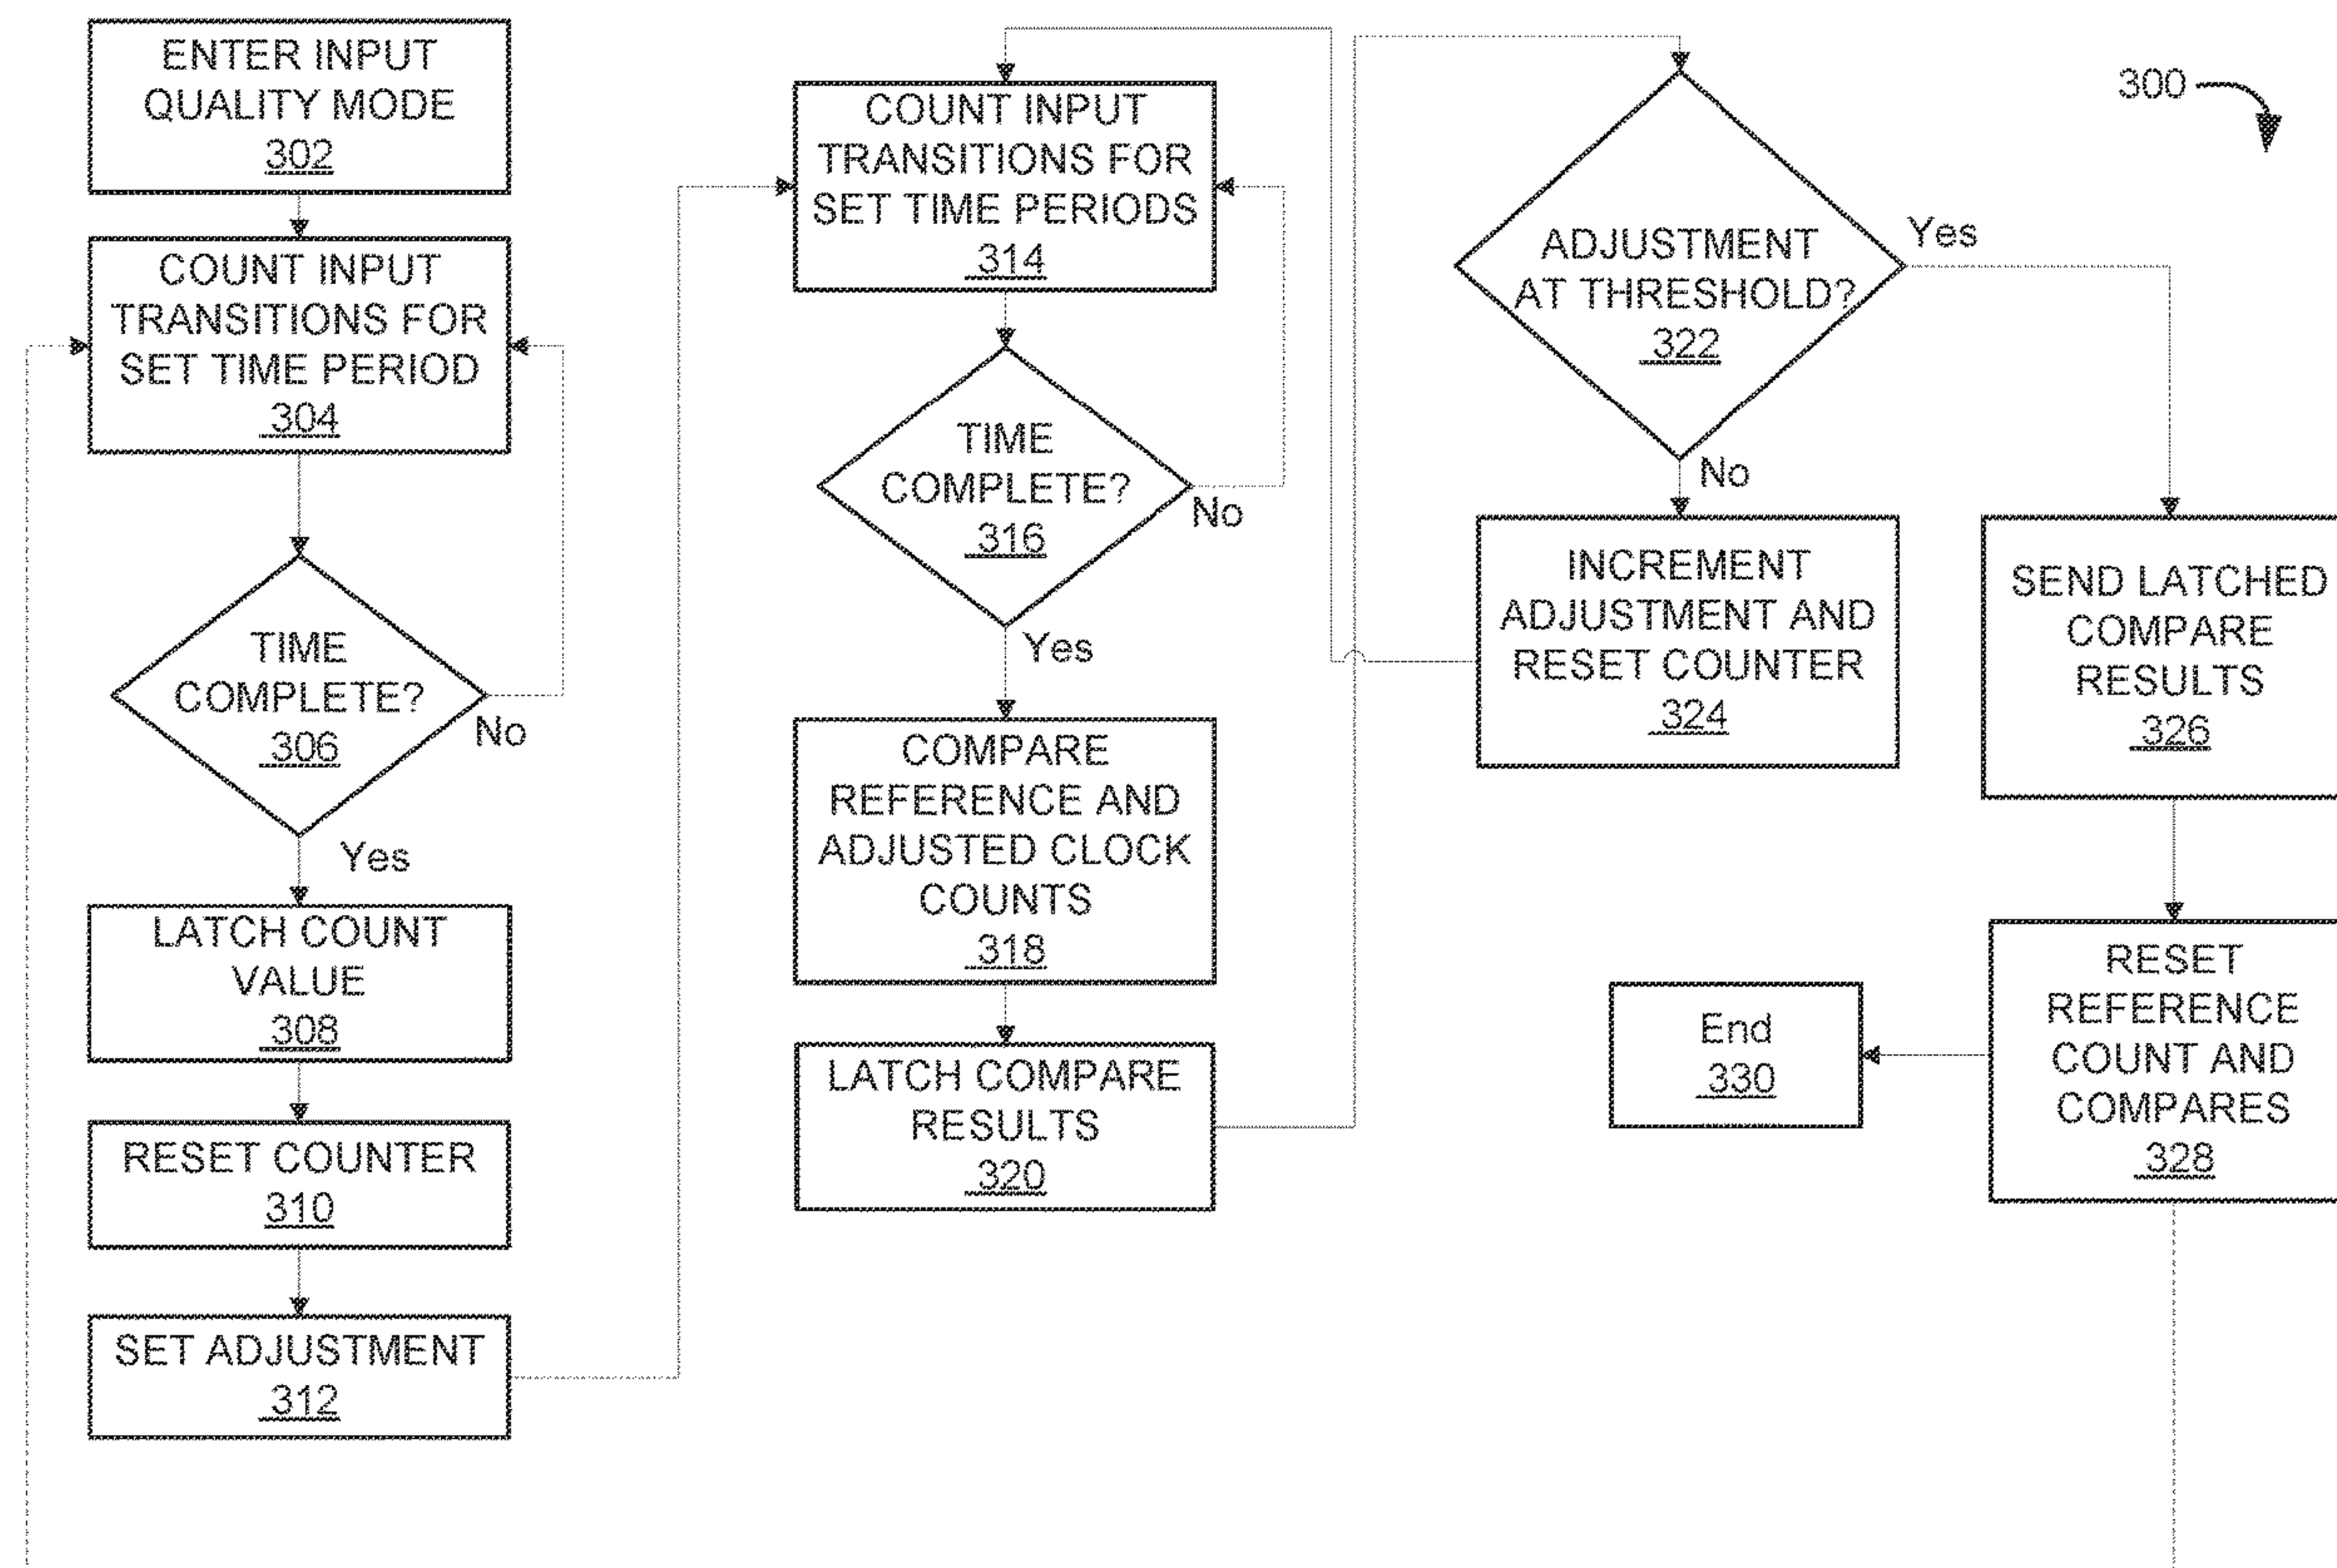 ENTER INPUT
QUALITY MODE
302
COUNT INPUT
TRANSITIONS FOR
SET TIME PERIOD
304
TIME
COMPLETE?
306
No
Yes
LATCH COUNT
VALUE
308
RESET COUNTER
310
SET ADJUSTMENT
312
COUNT INPUT
TRANSITIONS FOR
SET TIME PERIODS
314
TIME
COMPLETE?
316
No
Yes
COMPARE
REFERENCE AND
ADJUSTED CLOCK
COUNTS
318
LATCH COMPARE
RESULTS
320
ADJUSTMENT
AT THRESHOLD?
322
Yes
No
INCREMENT
ADJUSTMENT AND
RESET COUNTER
324
300
SEND LATCHED
COMPARE
RESULTS
326
RESET
REFERENCE
COUNT AND
COMPARES
328
End
330